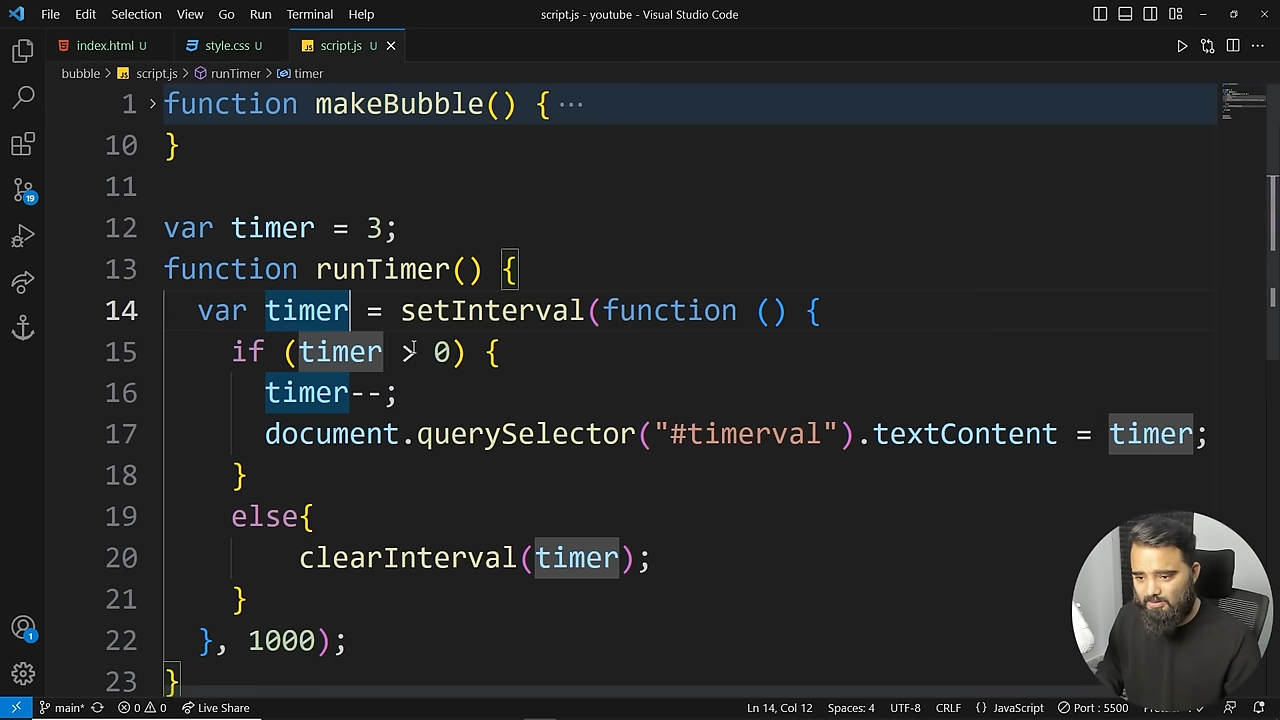 File Edit Selection View Go Run Terminal Help script.js - youtube - Visual Studio Code
index.html U style.css U JS script.js U
bubble > JS script.js > runTimer > timer
1 function makeBubble() { ···
10 }
11
12 var timer = 3;
13 function runTimer() {
14 var timer = setInterval(function () {
15 if (timer > 0) {
16 timer--;
17 document.querySelector("#timerval").textContent = timer;
18 }
19 else{
20 clearInterval(timer);
21 }
22 }, 1000);
23 }
19
1
main* 0 0 Live Share Ln 14, Col 12 Spaces: 4 UTF-8 CRLF {} JavaScript Port : 5500